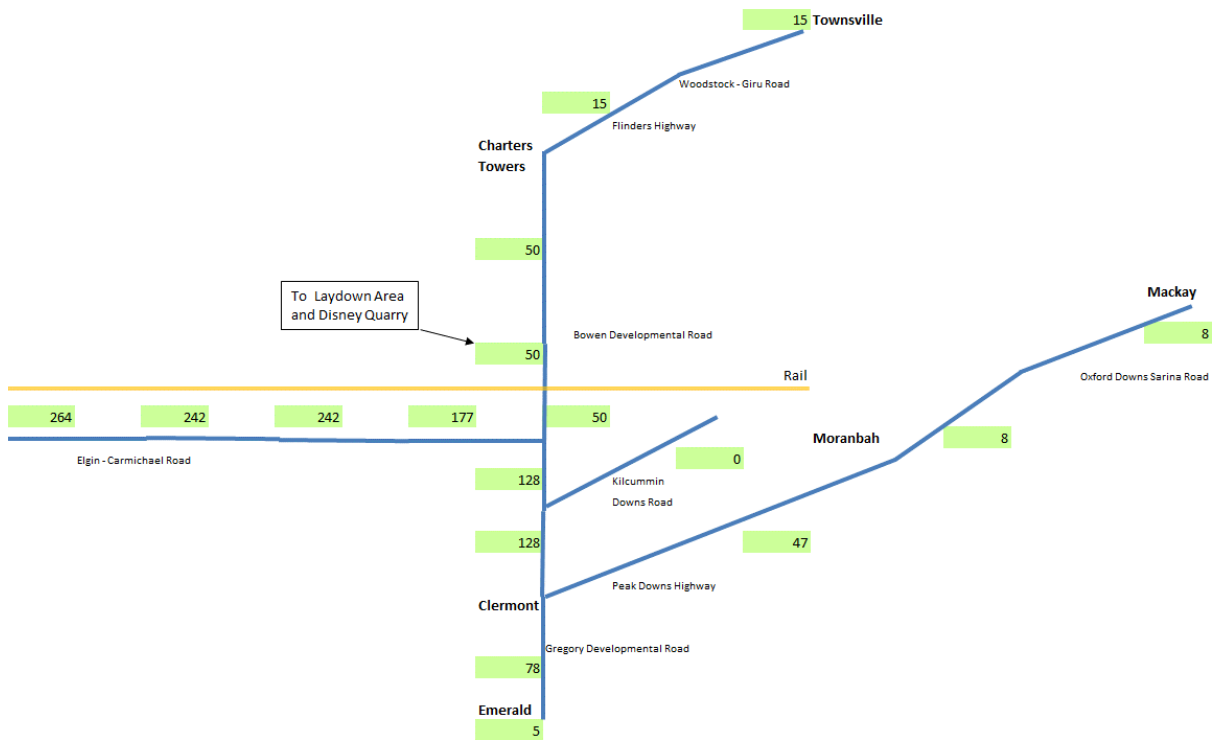 15 Townsville
Woodstock - Giru Road
15
Flinders Highway
Charters
Towers
50
Mackay
To Laydown Area
and Disney Quarry
Bowen Developmental Road
8
50
Rail
Oxford Downs Sarina Road
264 242 242 177 50
Moranbah
8
Elgin - Carmichael Road
0
128
Kilcummin
Downs Road
128
47
Peak Downs Highway
Clermont
Gregory Developmental Road
78
Emerald
5